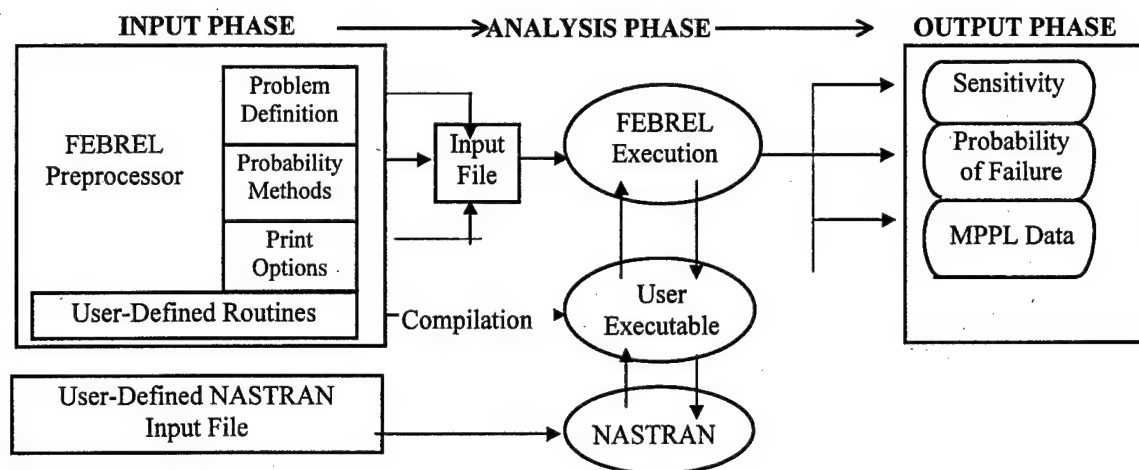 INPUT PHASE
ANALYSIS PHASE
OUTPUT PHASE
FEBREL
Preprocessor
Problem
Definition
Probability
Methods
Print
Options
User-Defined Routines
Input
File
Compilation
FEBREL
Execution
User
Executable
NASTRAN
User-Defined NASTRAN
Input File
Sensitivity
Probability
of Failure
MPPL Data